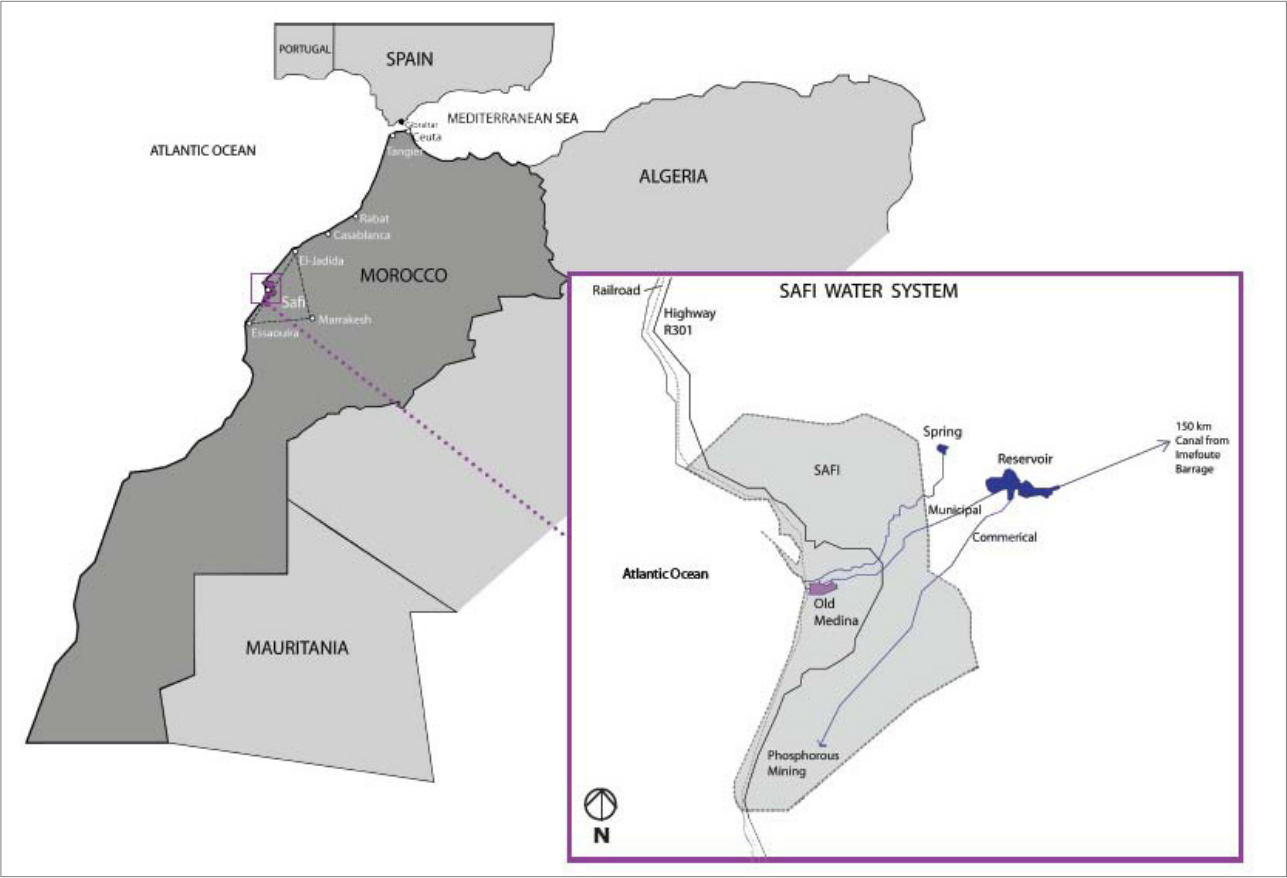 PORTUGAL
SPAIN
Gibraltar
MEDITERRANEAN SEA
Ceuta
Tangier
ATLANTIC OCEAN
ALGERIA
Rabat
Casablanca
El-Jadida
MOROCCO
Safi
Marrakesh
Essaouira
MAURITANIA
SAFI WATER SYSTEM
Railroad
Highway
R301
Spring
150 km
Canal from
Imefoute
Barrage
Reservoir
SAFI
Municipal
Commerical
Atlantic Ocean
Old
Medina
Phosphorous
Mining
N